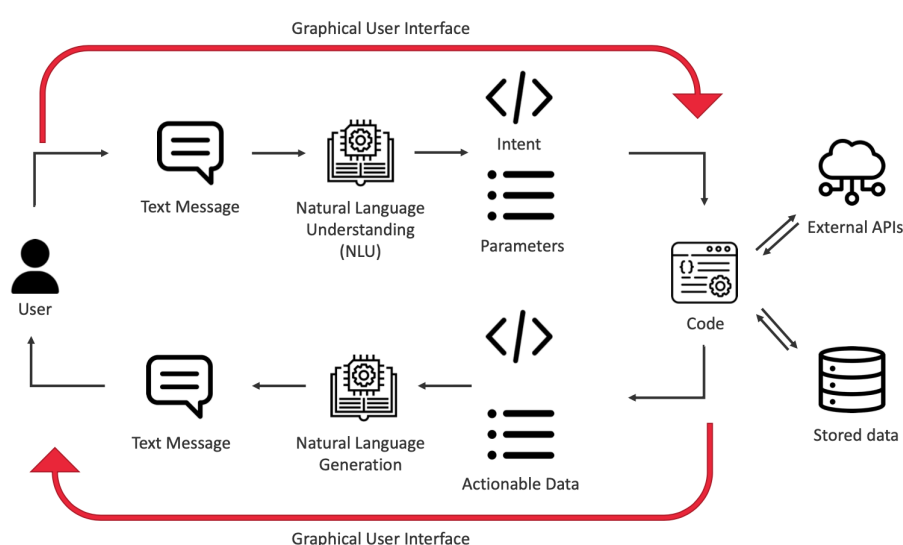 Graphical User Interface
Intent
Text Message
Natural Language
Understanding
(NLU)
Parameters
External APIs
User
Code
Text Message
Natural Language
Generation
Actionable Data
Stored data
Graphical User Interface